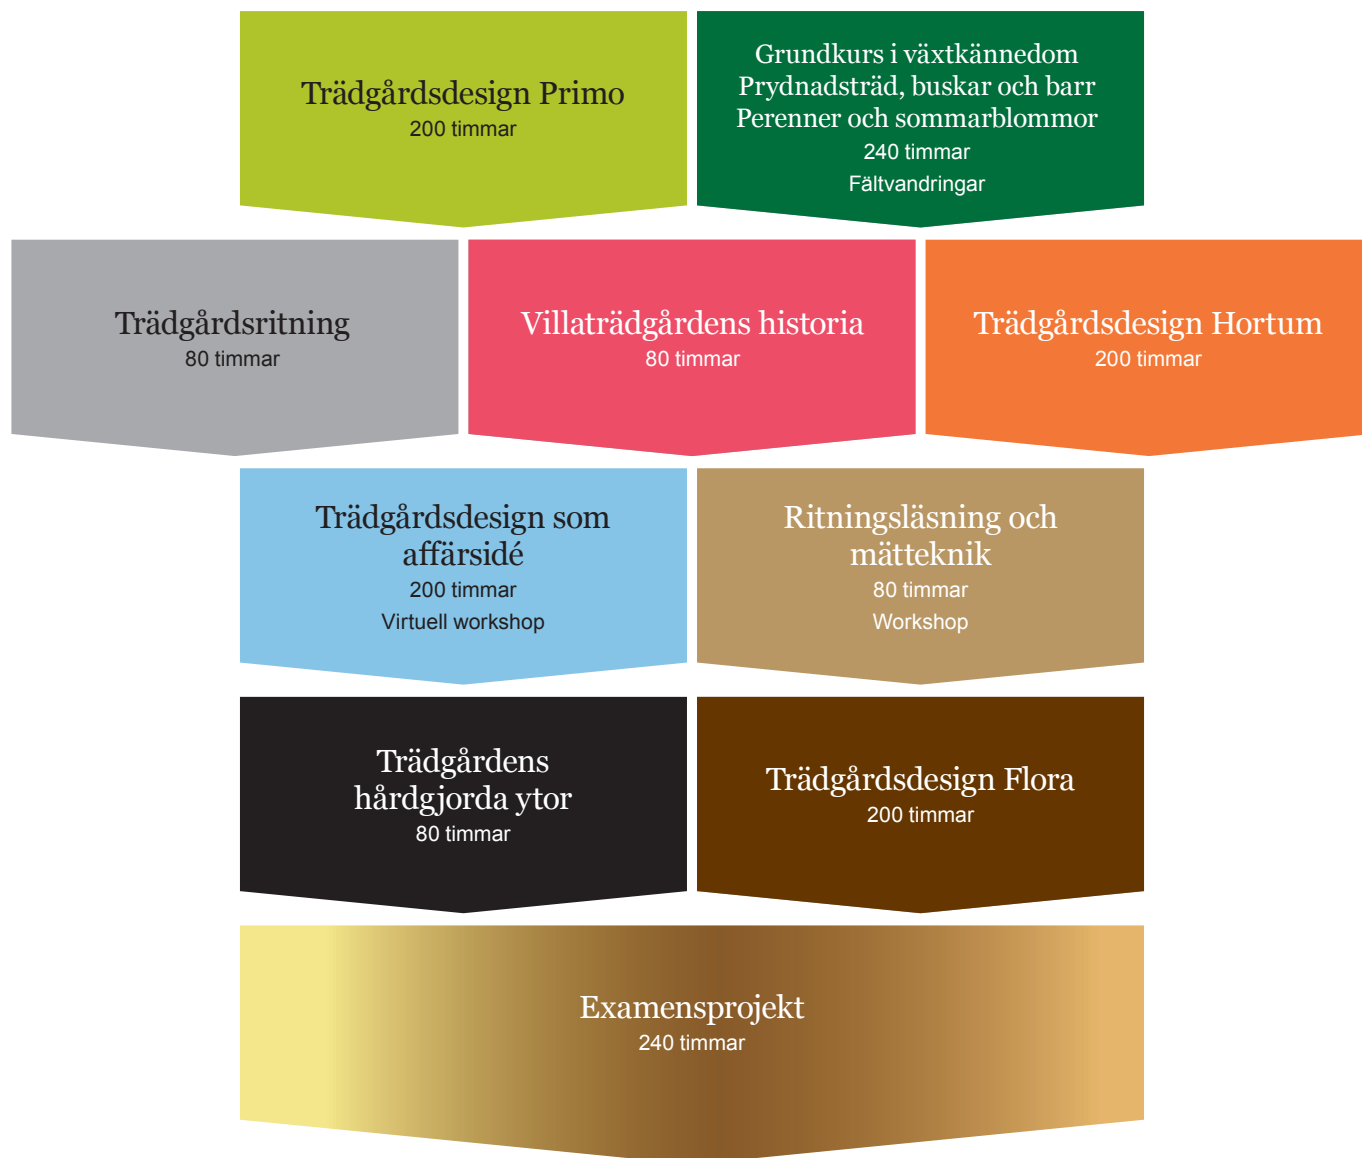 Trädgårdsdesign Primo
200 timmar
Grundkurs i växtkännedom
Prydnadsträd, buskar och barr
Perenner och sommarblommor
240 timmar
Fältvandringar
Trädgårdsritning
80 timmar
Villaträdgårdens historia
80 timmar
Trädgårdsdesign Hortum
200 timmar
Trädgårdsdesign som
affärsidé
200 timmar
Virtuell workshop
Ritningsläsning och
mätteknik
80 timmar
Workshop
Trädgårdens
hårdgjorda ytor
80 timmar
Trädgårdsdesign Flora
200 timmar
Examensprojekt
240 timmar